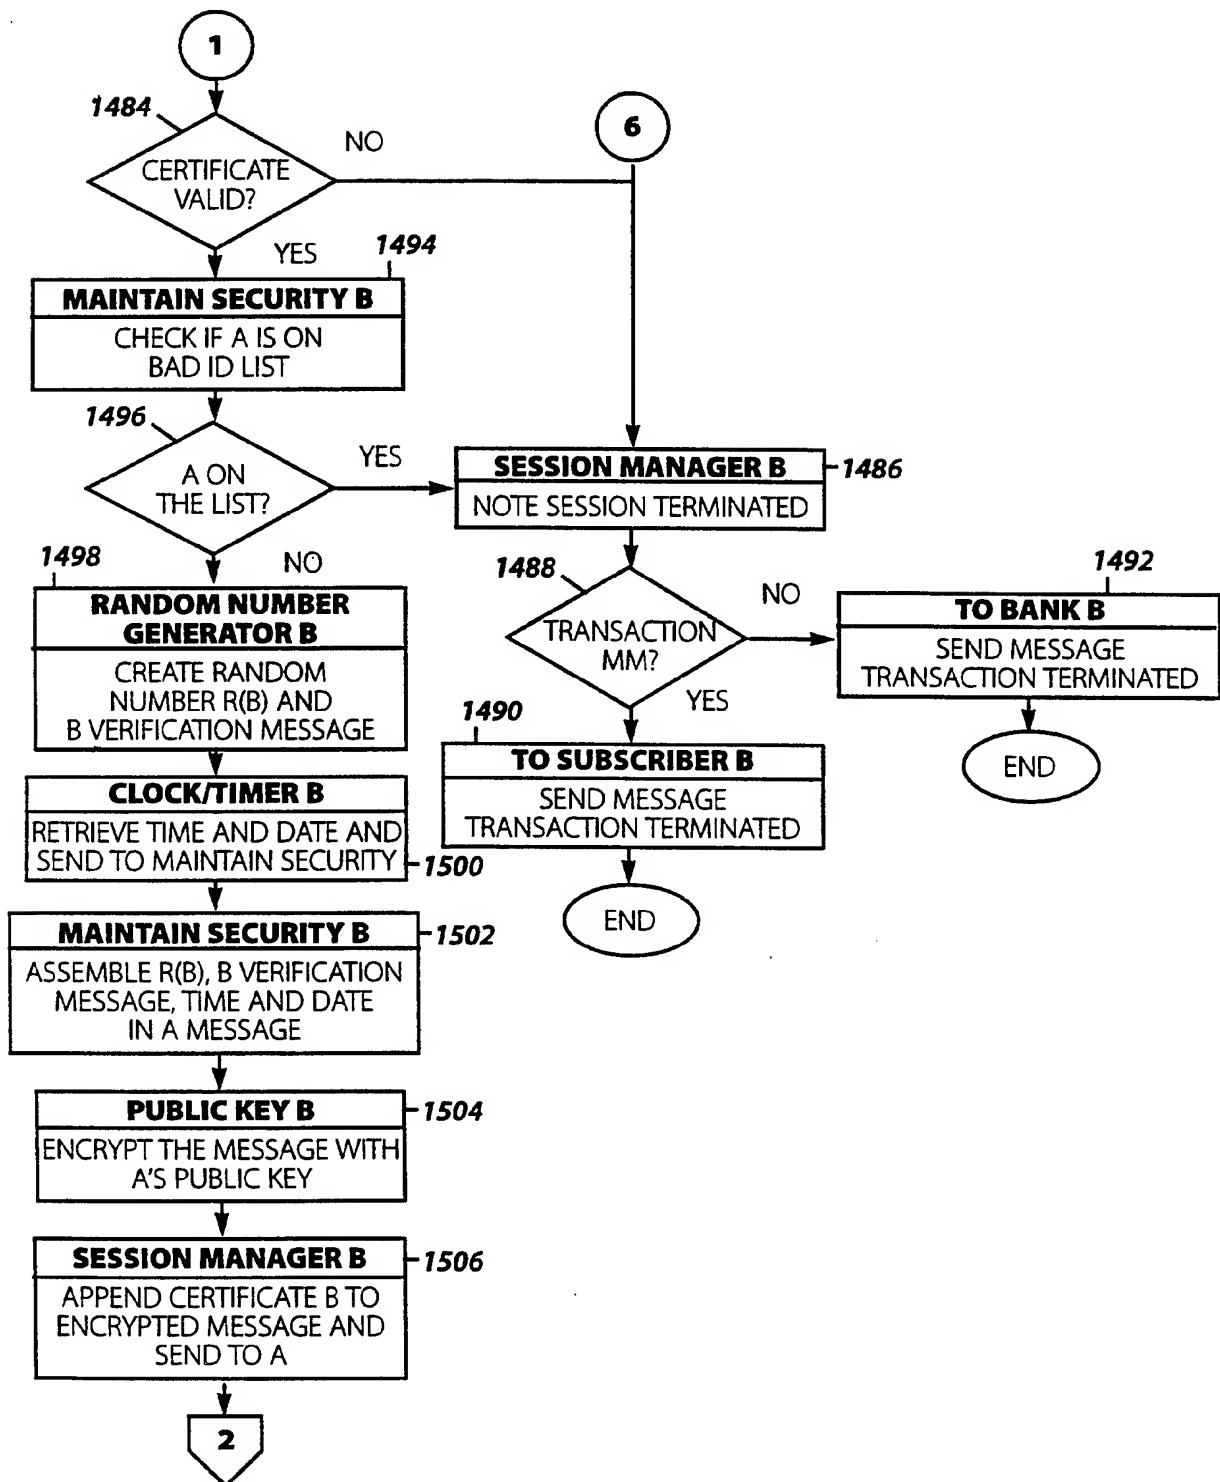 1
1484
CERTIFICATE
VALID?
NO
6
YES
1494
MAINTAIN SECURITY B
CHECK IF A IS ON
BAD ID LIST
1496
A ON
THE LIST?
YES
SESSION MANAGER B
1486
NOTE SESSION TERMINATED
1498
NO
RANDOM NUMBER
GENERATOR B
CREATE RANDOM
NUMBER R(B) AND
B VERIFICATION MESSAGE
1488
TRANSACTION
MM?
NO
1492
TO BANK B
SEND MESSAGE
TRANSACTION TERMINATED
END
YES
1490
TO SUBSCRIBER B
SEND MESSAGE
TRANSACTION TERMINATED
END
CLOCK/TIMER B
RETRIEVE TIME AND DATE AND
SEND TO MAINTAIN SECURITY
1500
MAINTAIN SECURITY B
1502
ASSEMBLE R(B), B VERIFICATION
MESSAGE, TIME AND DATE
IN A MESSAGE
PUBLIC KEY B
1504
ENCRYPT THE MESSAGE WITH
A'S PUBLIC KEY
SESSION MANAGER B
1506
APPEND CERTIFICATE B TO
ENCRYPTED MESSAGE AND
SEND TO A
2